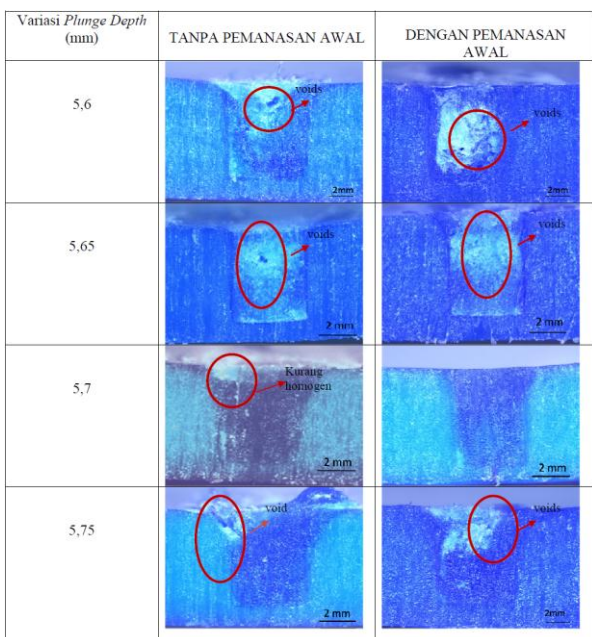 Variasi Plunge Depth
(mm)
TANPA PEMANASAN AWAL
DENGAN PEMANASAN
AWAL
5,6
voids
2mm
voids
2mm
5,65
voids
2 mm
voids
2 mm
5,7
Kurang
homogen
2 mm
2 mm
5,75
void
2 mm
voids
2mm